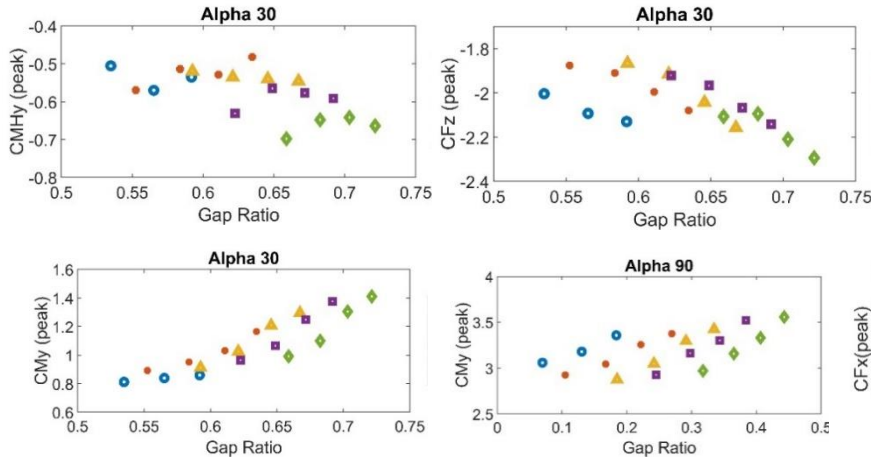 Alpha 30
CMHy (peak)
-0.4
-0.5
-0.6
-0.7
-0.8
0.5 0.55 0.6 0.65 0.7 0.75
Gap Ratio
Alpha 30
CFz (peak)
-1.8
-2
-2.2
-2.4
0.5 0.55 0.6 0.65 0.7 0.75
Gap Ratio
Alpha 30
CMy (peak)
1.6
1.4
1.2
1
0.8
0.6
0.5 0.55 0.6 0.65 0.7 0.75
Gap Ratio
Alpha 90
CMy (peak)
4
3.5
3
2.5
0 0.1 0.2 0.3 0.4 0.5
Gap Ratio
CFx(peak)